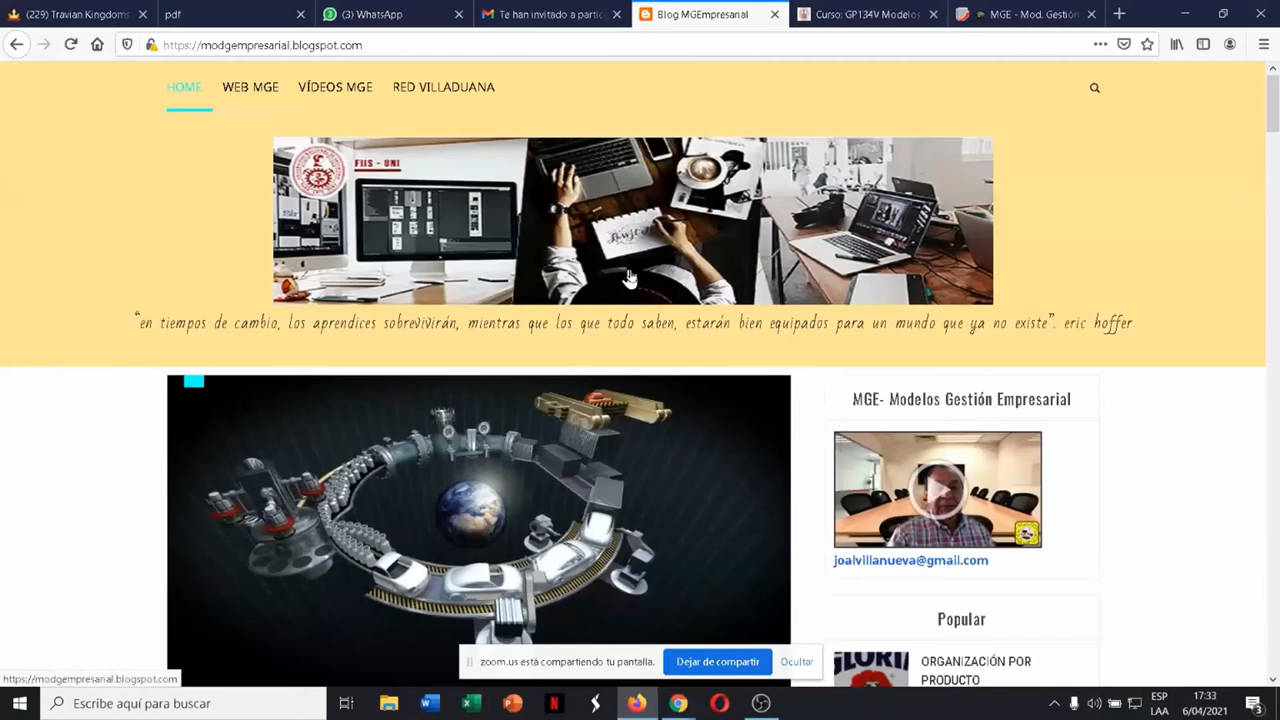 (229) Travian Kingdoms
pdf
(3) WhatsApp
Te han invitado a partici
Blog MGEmpresarial
Curso: GP134V Modelos
MGE - Mod. Gestión
https://modgempresarial.blogspot.com
HOME
WEB MGE
VÍDEOS MGE
RED VILLADUANA
FIIS - UNI
“en tiempos de cambio, los aprendices sobrevivirán, mientras que los que todo saben, estarán bien equipados para un mundo que ya no existe”. eric hoffer
MGE- Modelos Gestión Empresarial
joalvillanueva@gmail.com
Popular
ORGANIZACIÓN POR
PRODUCTO
zoom.us está compartiendo tu pantalla.
Dejar de compartir
Ocultar
https://modgempresarial.blogspot.com
Escribe aquí para buscar
ESP
LAA
17:33
6/04/2021
3